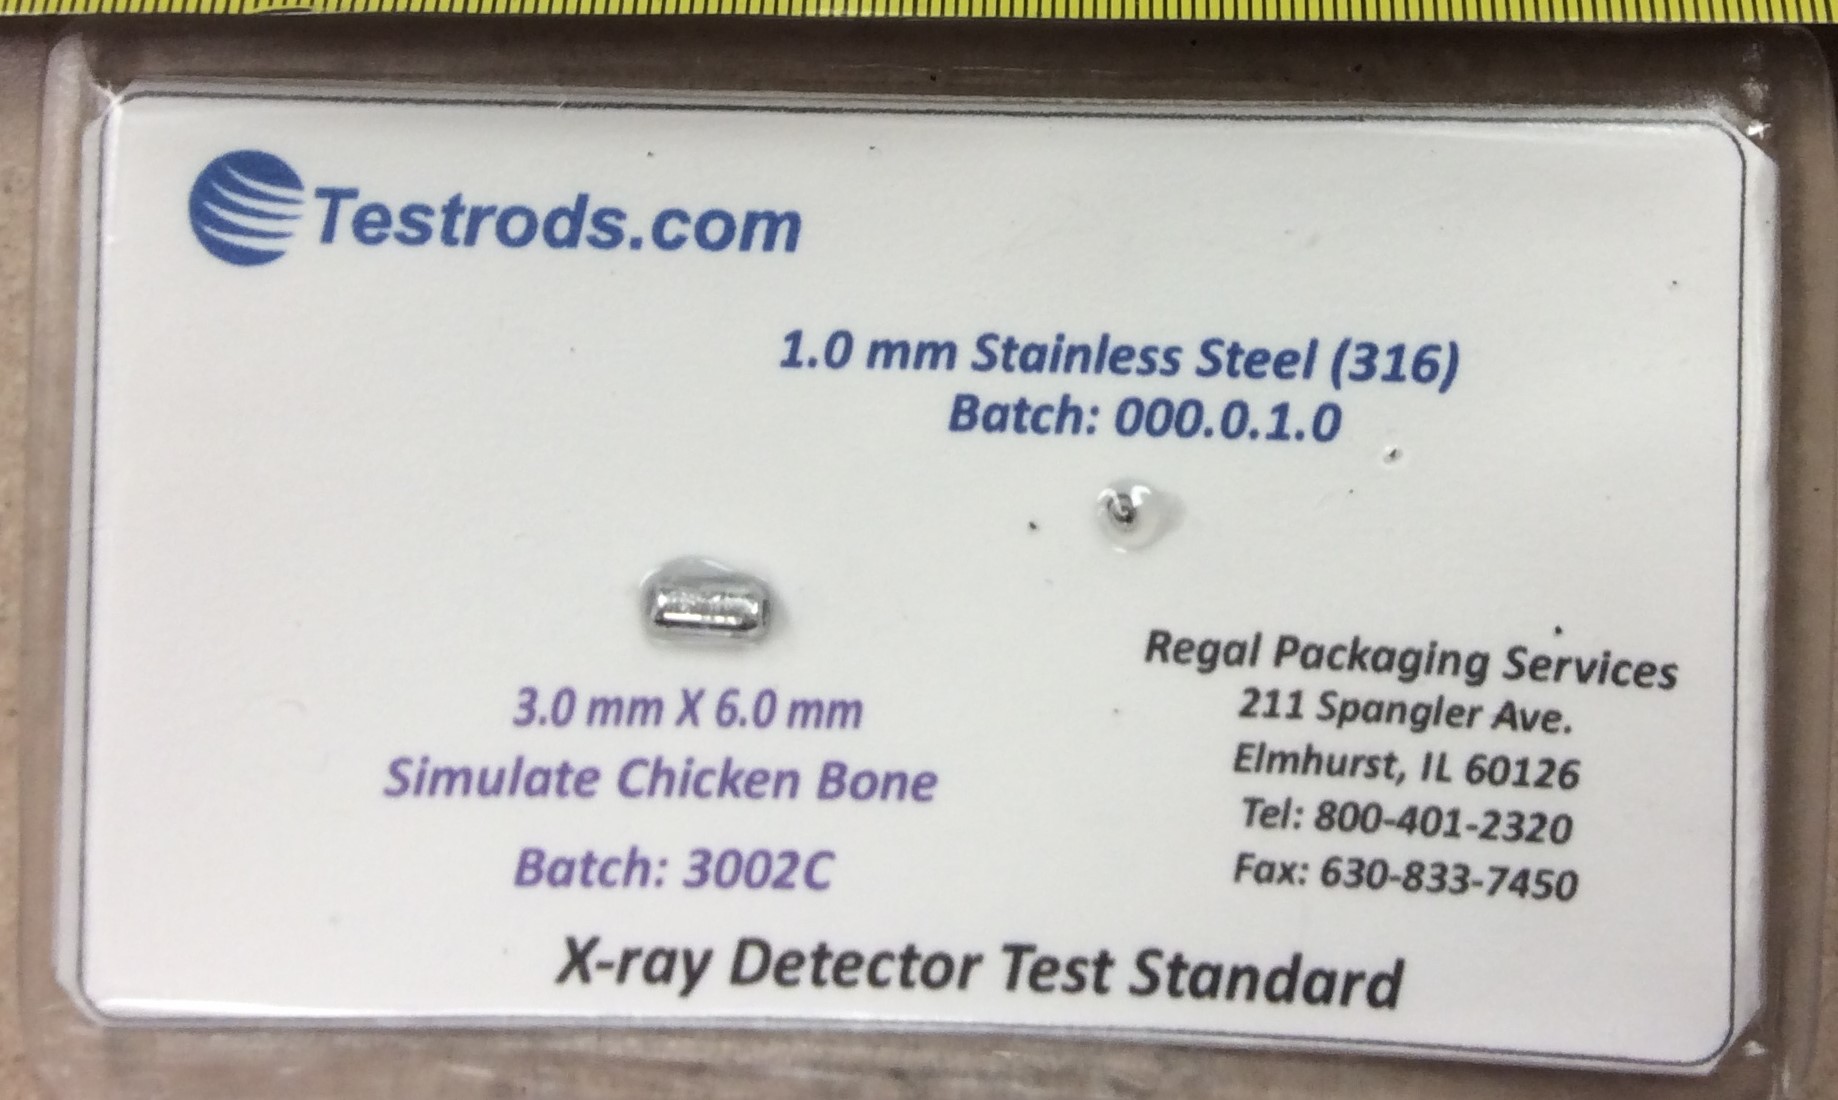 Testrods.com
1.0 mm Stainless Steel (316)
Batch: 000.0.1.0
3.0 mm X 6.0 mm
Simulate Chicken Bone
Batch: 3002C
Regal Packaging Services
211 Spangler Ave.
Elmhurst, IL 60126
Tel: 800-401-2320
Fax: 630-833-7450
X-ray Detector Test Standard